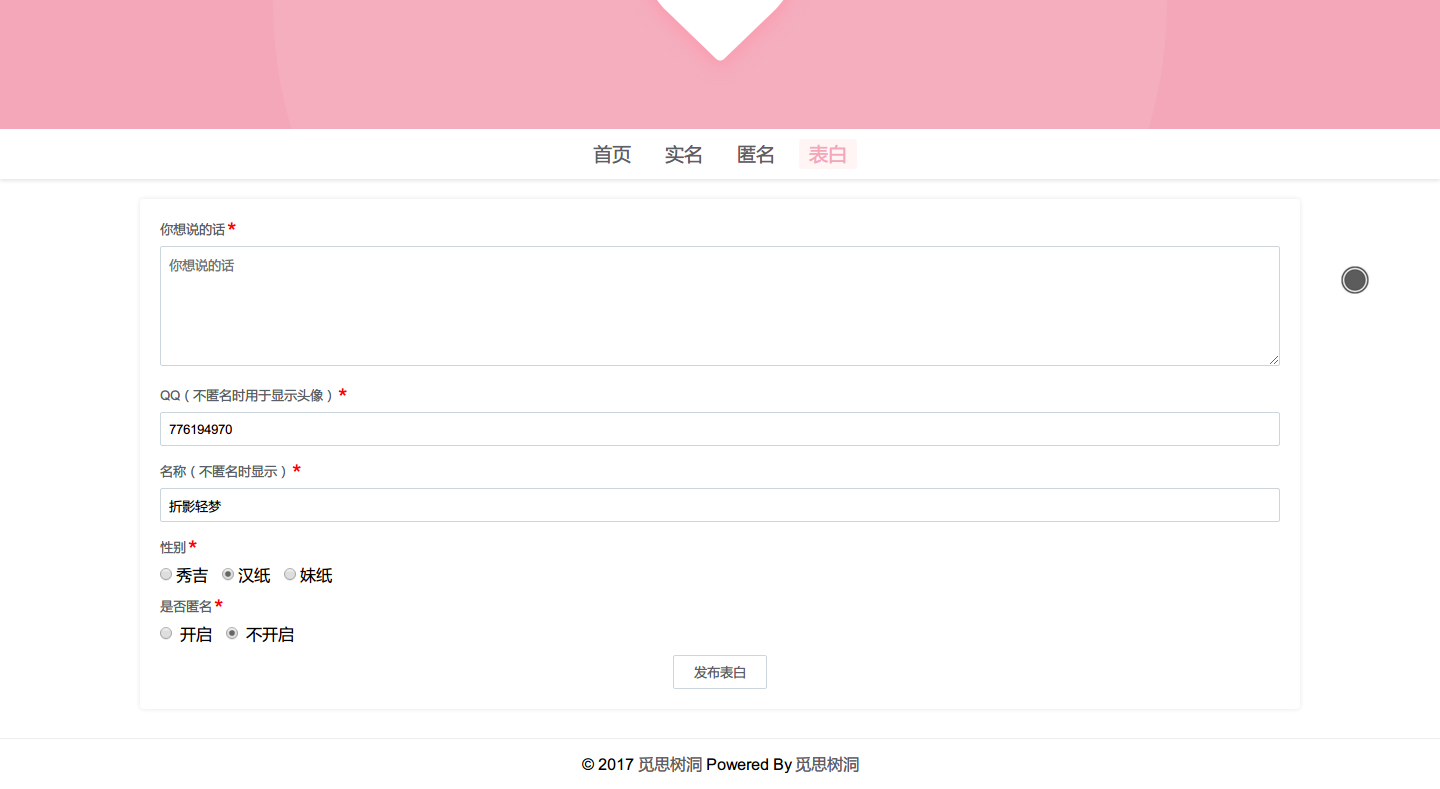 首页 实名 匿名 表白
你想说的话*
你想说的话
QQ（不匿名时用于显示头像）*
776194970
名称（不匿名时显示）*
折影轻梦
性别*
秀吉 汉纸 妹纸
是否匿名*
开启 不开启
发布表白
© 2017 觅思树洞 Powered By 觅思树洞